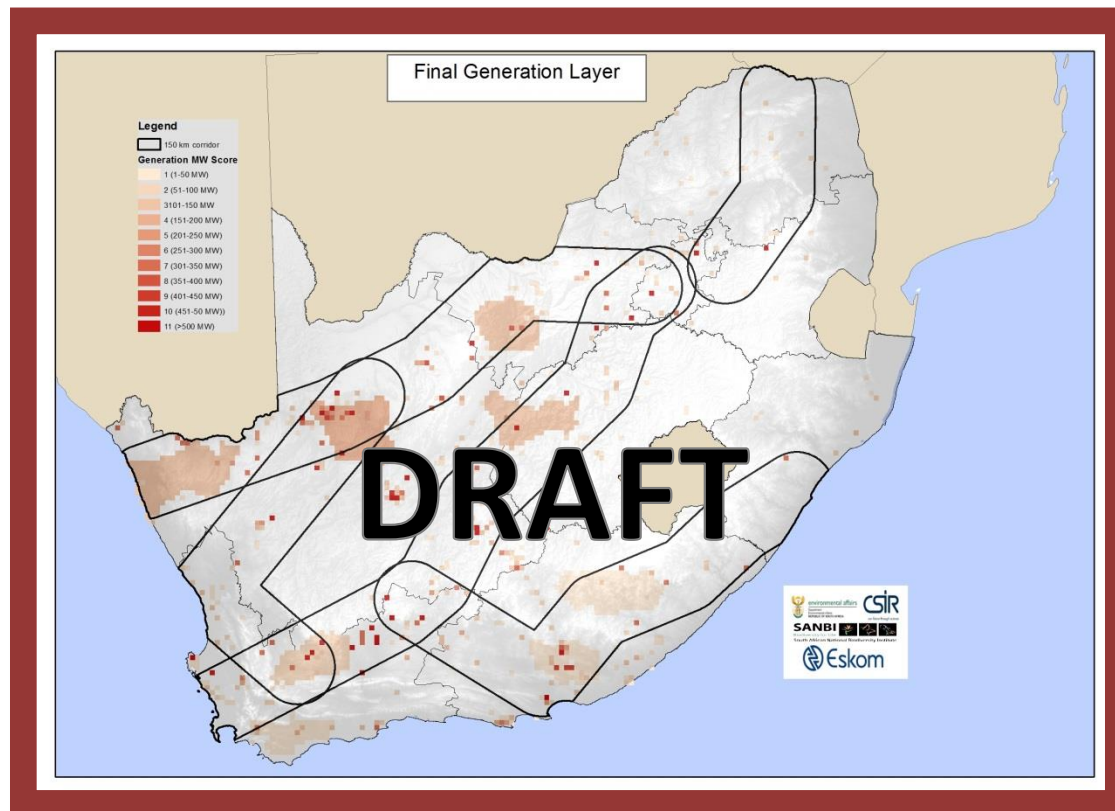 Final Generation Layer
Legend
150 km corridor
Generation MW Score
1 (1-50 MW)
2 (51-100 MW)
3101-150 MW
4 (151-200 MW)
5 (201-250 MW)
6 (251-300 MW)
7 (301-350 MW)
8 (351-400 MW)
9 (401-450 MW)
10 (451-50 MW))
11 (>500 MW)
DRAFT
environmental affairs
CSIR
SANBI
South African National Biodiversity Institute
Eskom